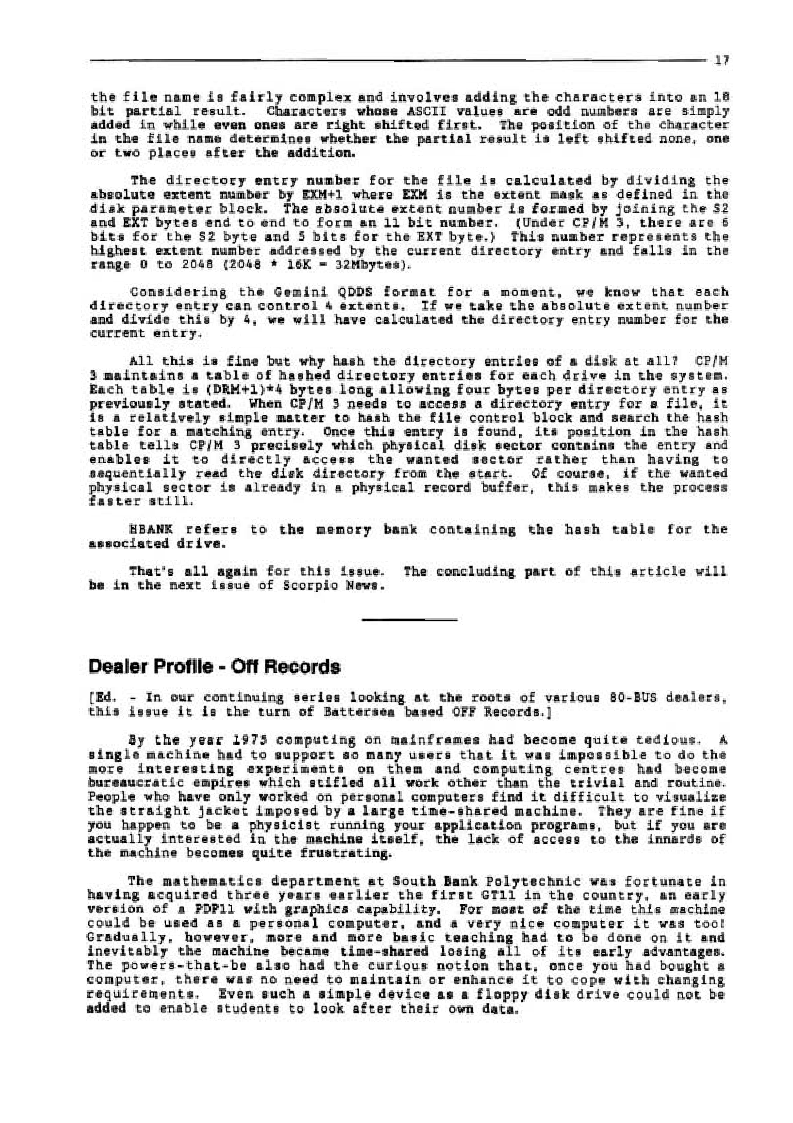 17
the file name is fairly complex and involves adding the characters into an 18
bit partial result. Characters whose ASCII values are odd numbers are simply
added in while even ones are right shifted first. The position of the character
in the file name determines whether the partial result is left shifted none, one
or two places after the addition.
The directory entry number for the file is calculated by dividing the
absolute extent number by EXM+1 where EXM is the extent mask as defined in the
disk parameter block. The absolute extent number is formed by joining the S2
and EXT bytes end to end to form an 11 bit number. (Under CP/M 3, there are 6
bits for the S2 byte and 5 bits for the EXT byte.) This number represents the
highest extent number addressed by the current directory entry and falls in the
range 0 to 2048 (2048 * 16K = 32Mbytes).
Considering the Gemini QDDS format for a moment, we know that each
directory entry can control 4 extents. If we take the absolute extent number
and divide this by 4, we will have calculated the directory entry number for the
current entry.
All this is fine but why hash the directory entries of a disk at all? CP/M
3 maintains a table of hashed directory entries for each drive in the system.
Each table is (DRM+1)*4 bytes long allowing four bytes per directory entry as
previously stated. When CP/M 3 needs to access a directory entry for a file, it
is a relatively simple matter to hash the file control block and search the hash
table for a matching entry. Once this entry is found, its position in the hash
table tells CP/M 3 precisely which physical disk sector contains the entry and
enables it to directly access the wanted sector rather than having to
sequentially read the disk directory from the start. Of course, if the wanted
physical sector is already in a physical record buffer, this makes the process
faster still.
HBANK refers to the memory bank containing the hash table for the
associated drive.
That's all again for this issue. The concluding part of this article will
be in the next issue of Scorpio News.
Dealer Profile - Off Records
[Ed. - In our continuing series looking at the roots of various 80-BUS dealers,
this issue it is the turn of Battersea based OFF Records.]
By the year 1975 computing on mainframes had become quite tedious. A
single machine had to support so many users that it was impossible to do the
more interesting experiments on them and computing centres had become
bureaucratic empires which stifled all work other than the trivial and routine.
People who have only worked on personal computers find it difficult to visualize
the straight jacket imposed by a large time-shared machine. They are fine if
you happen to be a physicist running your application programs, but if you are
actually interested in the machine itself, the lack of access to the innards of
the machine becomes quite frustrating.
The mathematics department at South Bank Polytechnic was fortunate in
having acquired three years earlier the first GT11 in the country, an early
version of a PDP11 with graphics capability. For most of the time this machine
could be used as a personal computer, and a very nice computer it was too!
Gradually, however, more and more basic teaching had to be done on it and
inevitably the machine became time-shared losing all of its early advantages.
The powers-that-be also had the curious notion that, once you had bought a
computer, there was no need to maintain or enhance it to cope with changing
requirements. Even such a simple device as a floppy disk drive could not be
added to enable students to look after their own data.